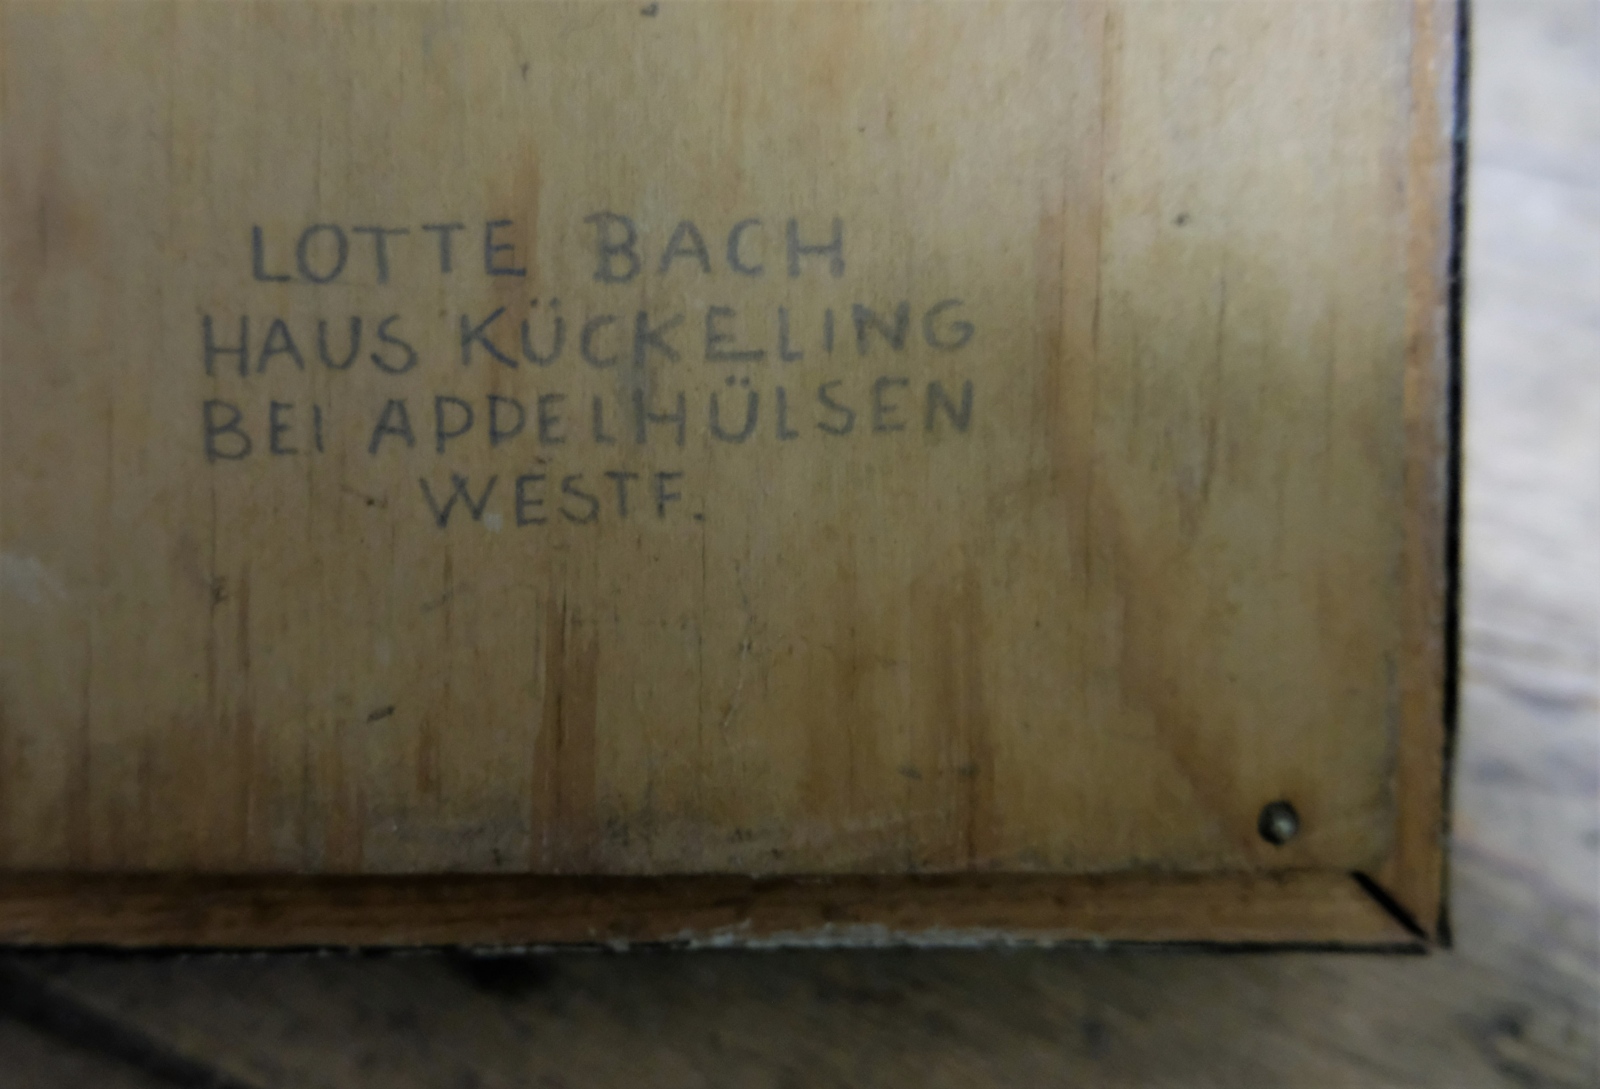 LOTTE BACH
HAUS KÜCKELING
BEI APPELHÜLSEN
WESTF.